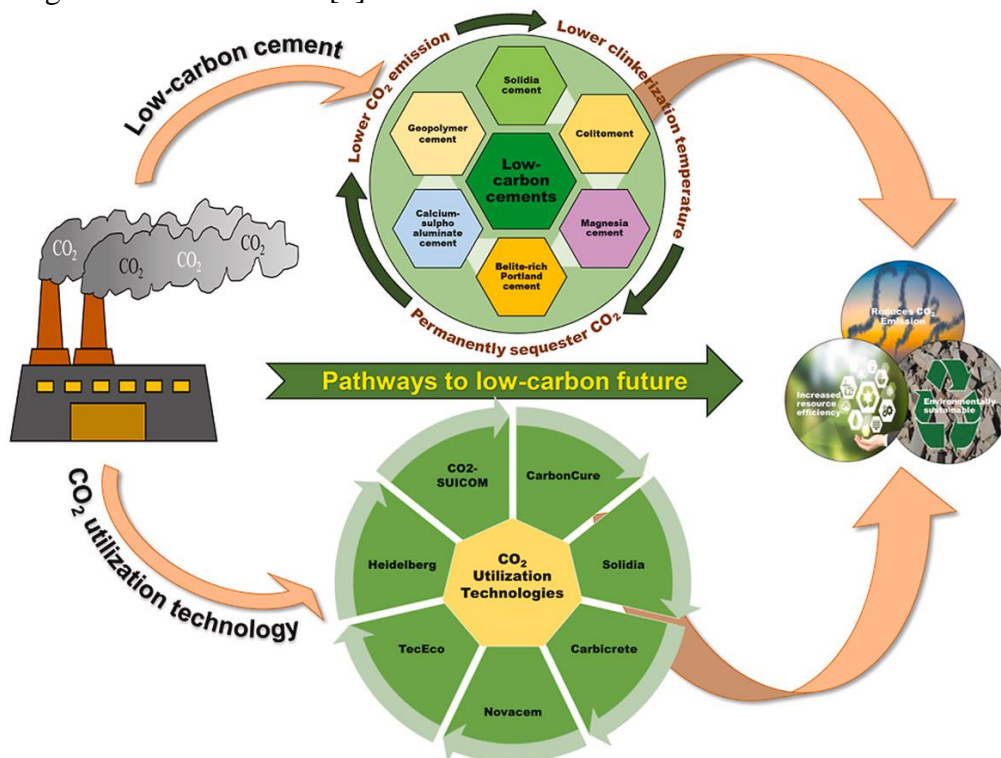 Low-carbon cement
Lower CO₂ emission
Lower clinkerization temperature
Permanently sequester CO₂
Solidia
cement
Geopolymer
cement
Celitement
Low-
carbon
cements
Calcium-
sulpho
aluminate
cement
Magnesia
cement
Belite-rich
Portland
cement
CO₂
CO₂
CO₂
CO₂
Reduces CO₂
Emission
Increased
resource
efficiency
Environmentally
sustainable
Pathways to low-carbon future
CO₂ utilization technology
CO2-
SUICOM
CarbonCure
Heidelberg
CO₂
Utilization
Technologies
Solidia
TecEco
Carbicrete
Novacem